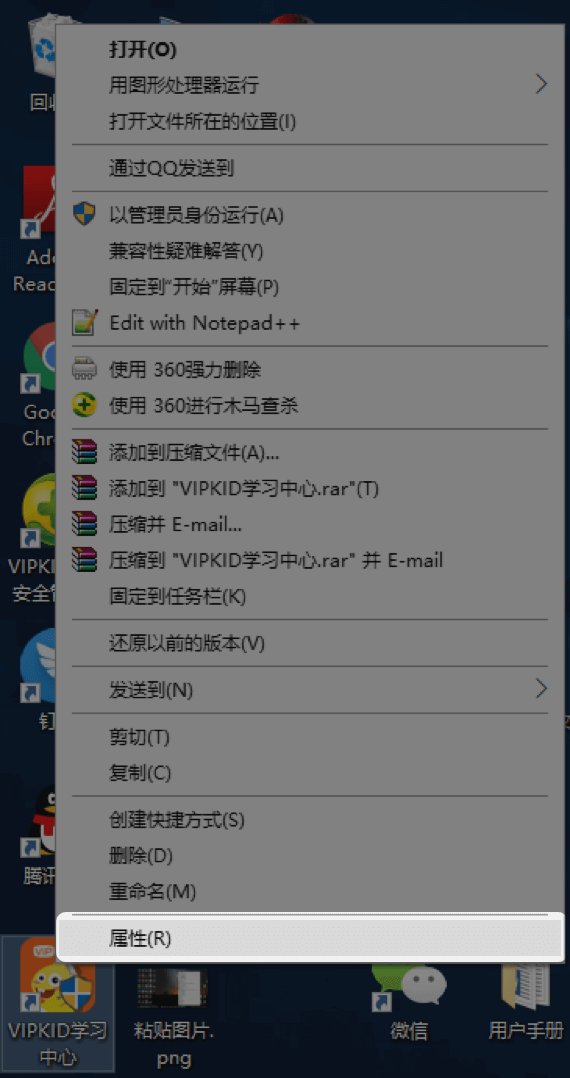 打开(O)
用图形处理器运行
打开文件所在的位置(I)
通过QQ发送到
以管理员身份运行(A)
兼容性疑难解答(Y)
固定到"开始"屏幕(P)
Edit with Notepad++
使用 360强力删除
使用 360进行木马查杀
添加到压缩文件(A)...
添加到 "VIPKID学习中心.rar"(T)
压缩并 E-mail...
压缩到 "VIPKID学习中心.rar" 并 E-mail
固定到任务栏(K)
还原以前的版本(V)
发送到(N)
剪切(T)
复制(C)
创建快捷方式(S)
删除(D)
重命名(M)
属性(R)
回收
Ado
Read
Goo
Chr
VIPKI
安全
钉
腾讯
VIP
VIPKID学习
中心
粘贴图片.
png
微信
用户手册